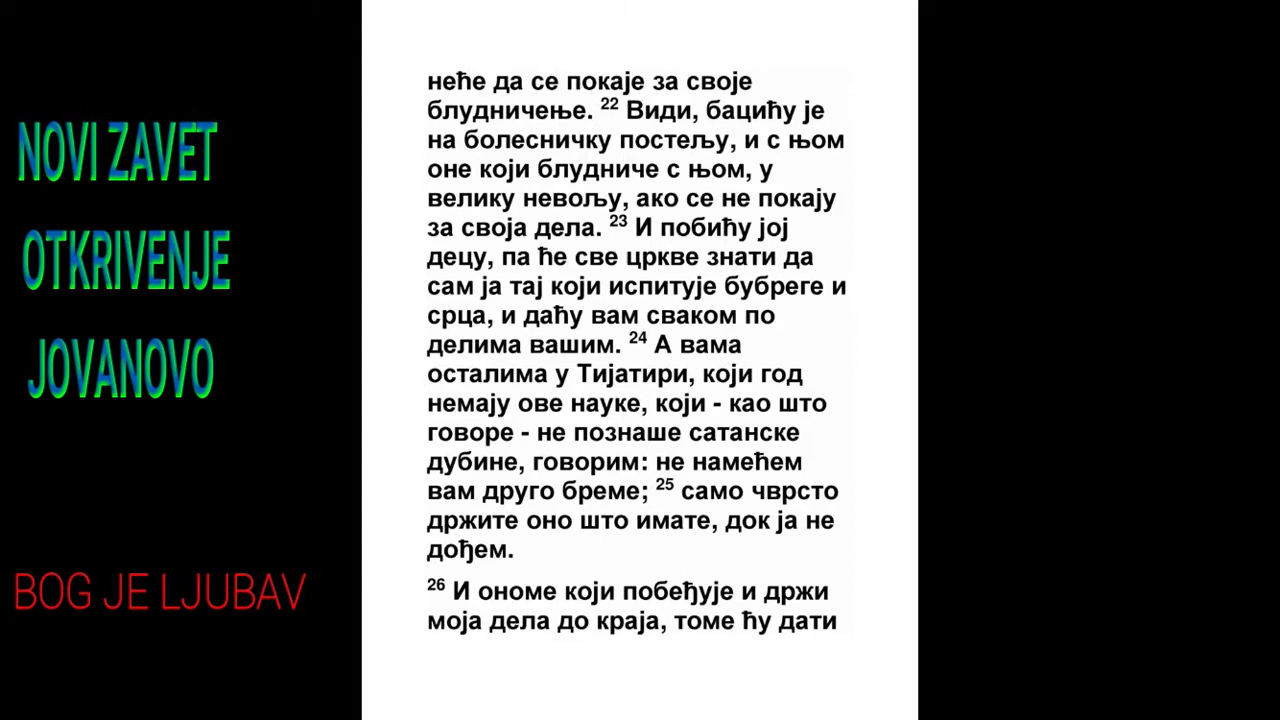 NOVI ZAVET
OTKRIVENJE
JOVANOVO
BOG JE LJUBAV
неће да се покаје за своје
блудничење. 22 Види, бацићу је
на болесничку постељу, и с њом
оне који блудниче с њом, у
велику невољу, ако се не покају
за своја дела. 23 И побићу јој
децу, па ће све цркве знати да
сам ја тај који испитује бубреге и
срца, и даћу вам сваком по
делима вашим. 24 А вама
осталима у Тијатири, који год
немају ове науке, који - као што
говоре - не познаше сатанске
дубине, говорим: не намећем
вам друго бреме; 25 само чврсто
држите оно што имате, док ја не
дођем.
26 И ономе који побеђује и држи
моја дела до краја, томе ћу дати